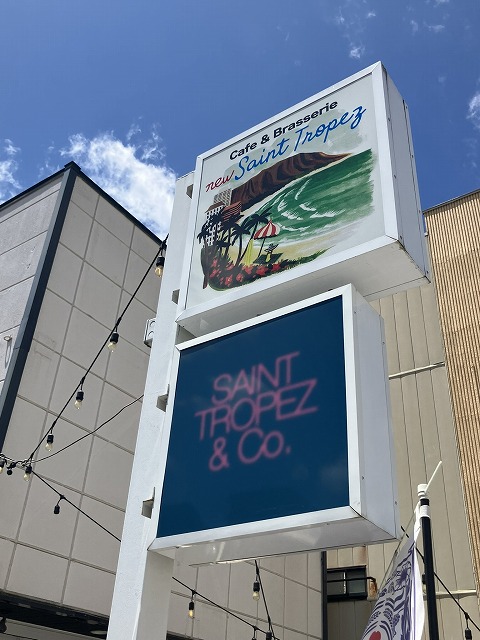 Cafe & Brasserie
new Saint Tropez
SAINT
TROPEZ
& Co.